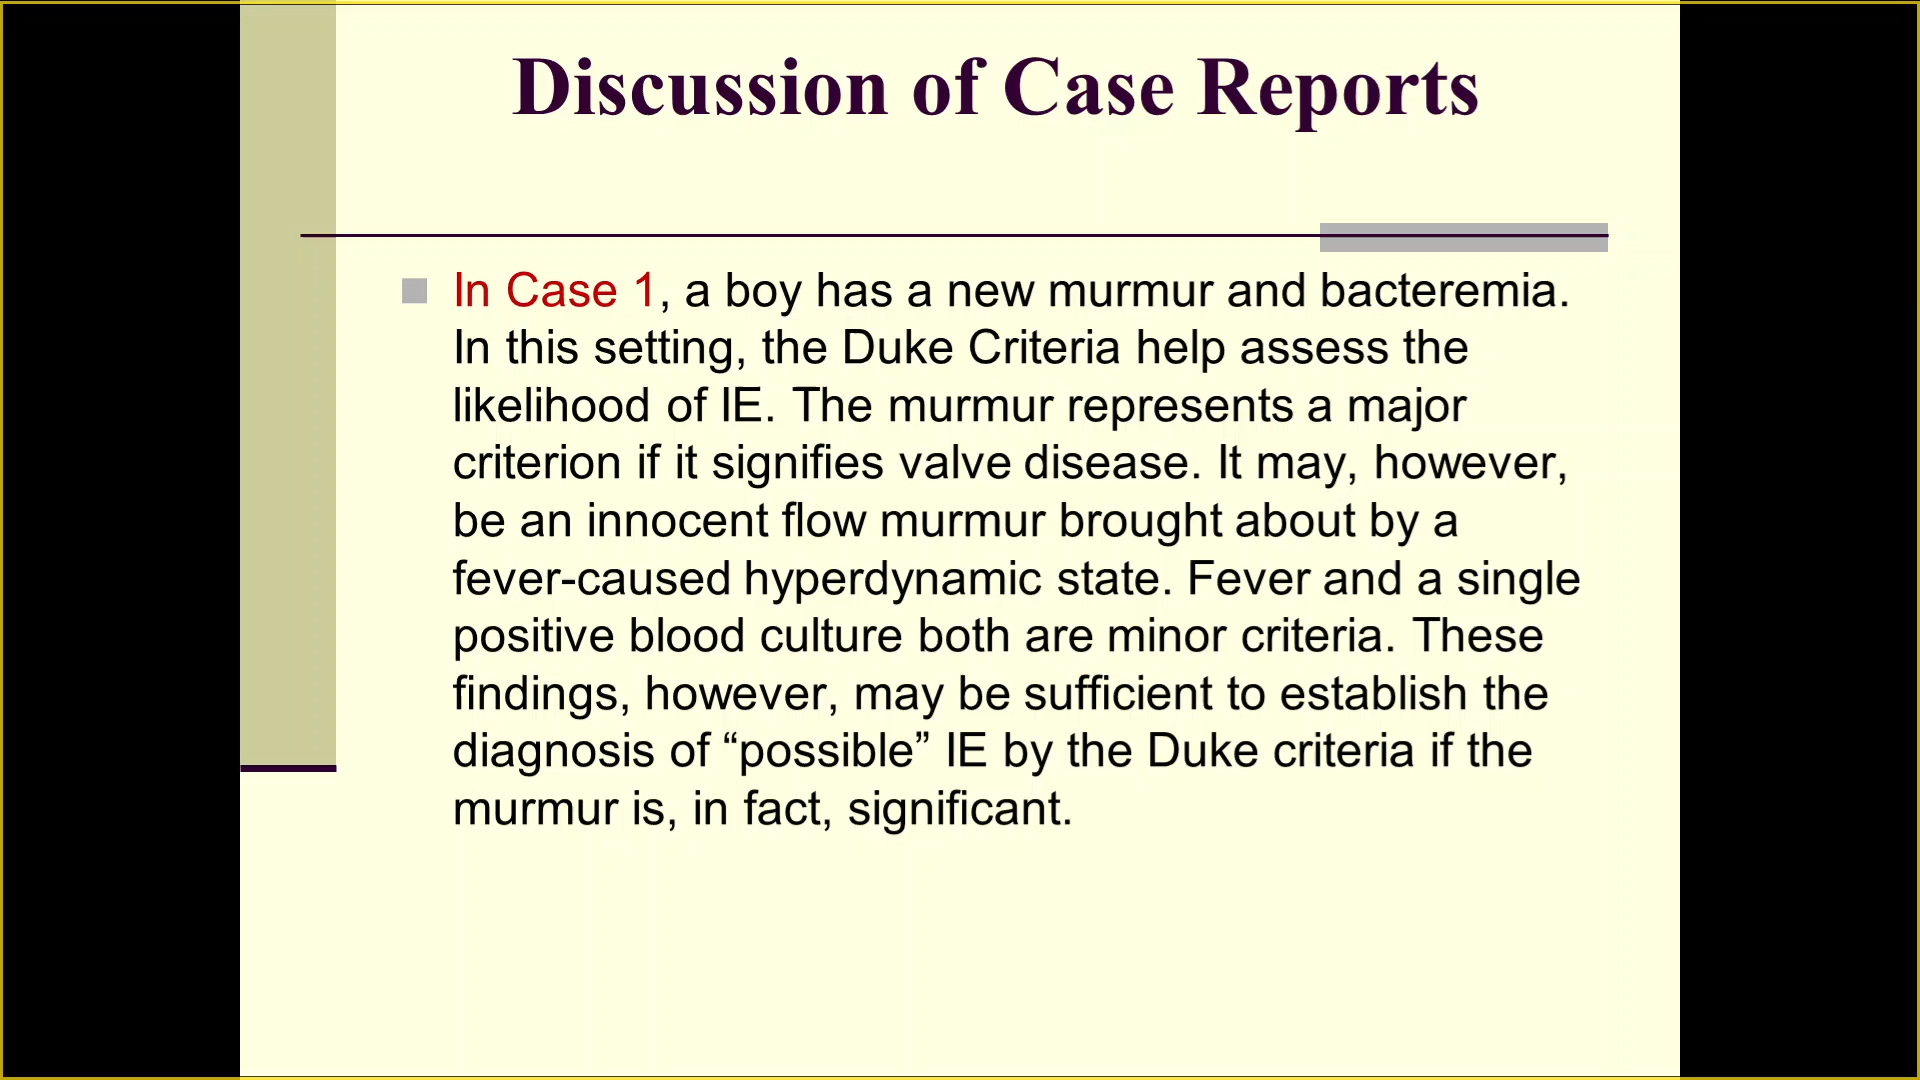 Discussion of Case Reports
In Case 1, a boy has a new murmur and bacteremia.
In this setting, the Duke Criteria help assess the
likelihood of IE. The murmur represents a major
criterion if it signifies valve disease. It may, however,
be an innocent flow murmur brought about by a
fever-caused hyperdynamic state. Fever and a single
positive blood culture both are minor criteria. These
findings, however, may be sufficient to establish the
diagnosis of “possible” IE by the Duke criteria if the
murmur is, in fact, significant.